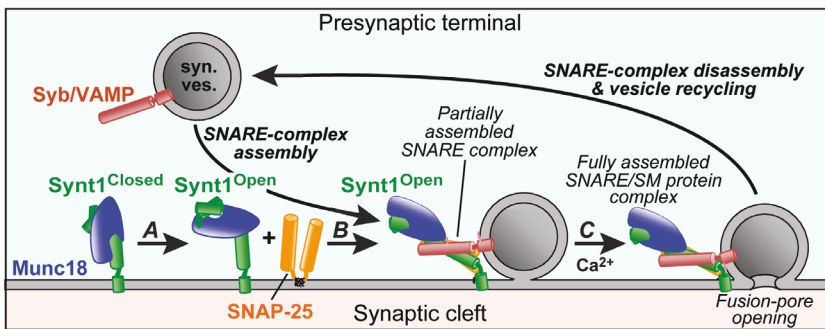 Presynaptic terminal
syn.
ves.
Syb/VAMP
SNARE-complex disassembly
& vesicle recycling
SNARE-complex
assembly
Partially
assembled
SNARE complex
Fully assembled
SNARE/SM protein
complex
Synt1Closed
Synt1Open
Synt1Open
A
+
B
C
Ca2+
Munc18
SNAP-25
Synaptic cleft
Fusion-pore
opening